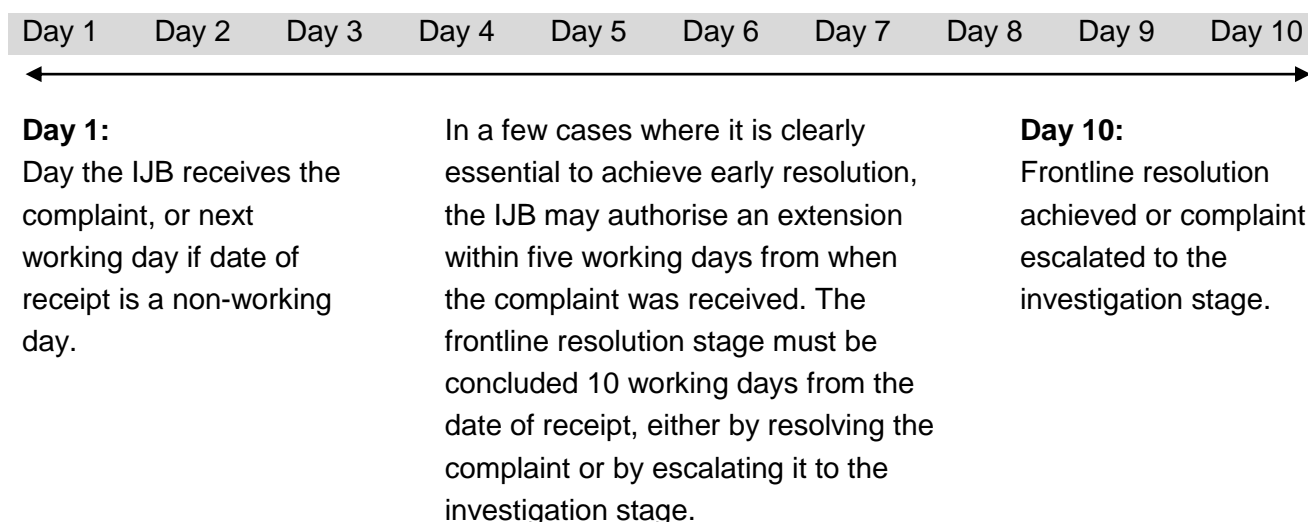 Day 1 Day 2 Day 3 Day 4 Day 5 Day 6 Day 7 Day 8 Day 9 Day 10
Day 1:
Day the IJB receives the
complaint, or next
working day if date of
receipt is a non-working
day.
In a few cases where it is clearly
essential to achieve early resolution,
the IJB may authorise an extension
within five working days from when
the complaint was received. The
frontline resolution stage must be
concluded 10 working days from the
date of receipt, either by resolving the
complaint or by escalating it to the
investigation stage.
Day 10:
Frontline resolution
achieved or complaint
escalated to the
investigation stage.